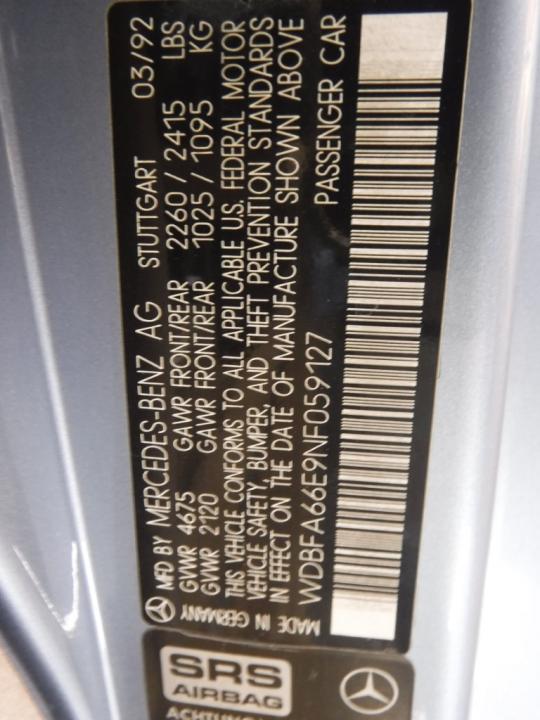 MFD BY MERCEDES-BENZ AG STUTTGART 03/92
GVWR 4675 GAWR FRONT/REAR 2260 / 2415 LBS
GVWR 2120 GAWR FRONT/REAR 1025 / 1095 KG
THIS VEHICLE CONFORMS TO ALL APPLICABLE U.S. FEDERAL MOTOR
VEHICLE SAFETY, BUMPER, AND THEFT PREVENTION STANDARDS
IN EFFECT ON THE DATE OF MANUFACTURE SHOWN ABOVE
WDBFA66E9NF059127 PASSENGER CAR
MADE IN GERMANY
SRS
AIRBAG
ACHTUNG